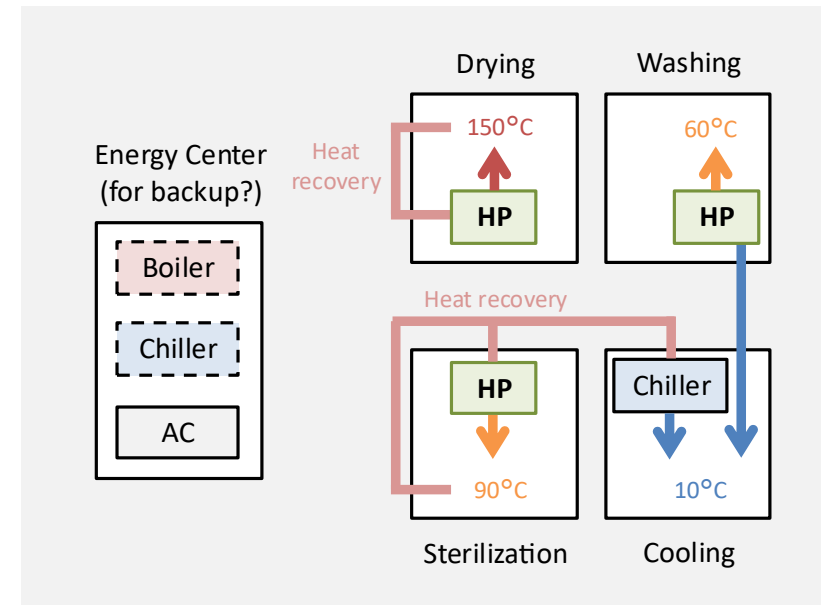 Energy Center
(for backup?)
Boiler
Chiller
AC
Drying
150°C
Heat
recovery
HP
Washing
60°C
HP
Heat recovery
HP
90°C
Sterilization
Chiller
10°C
Cooling